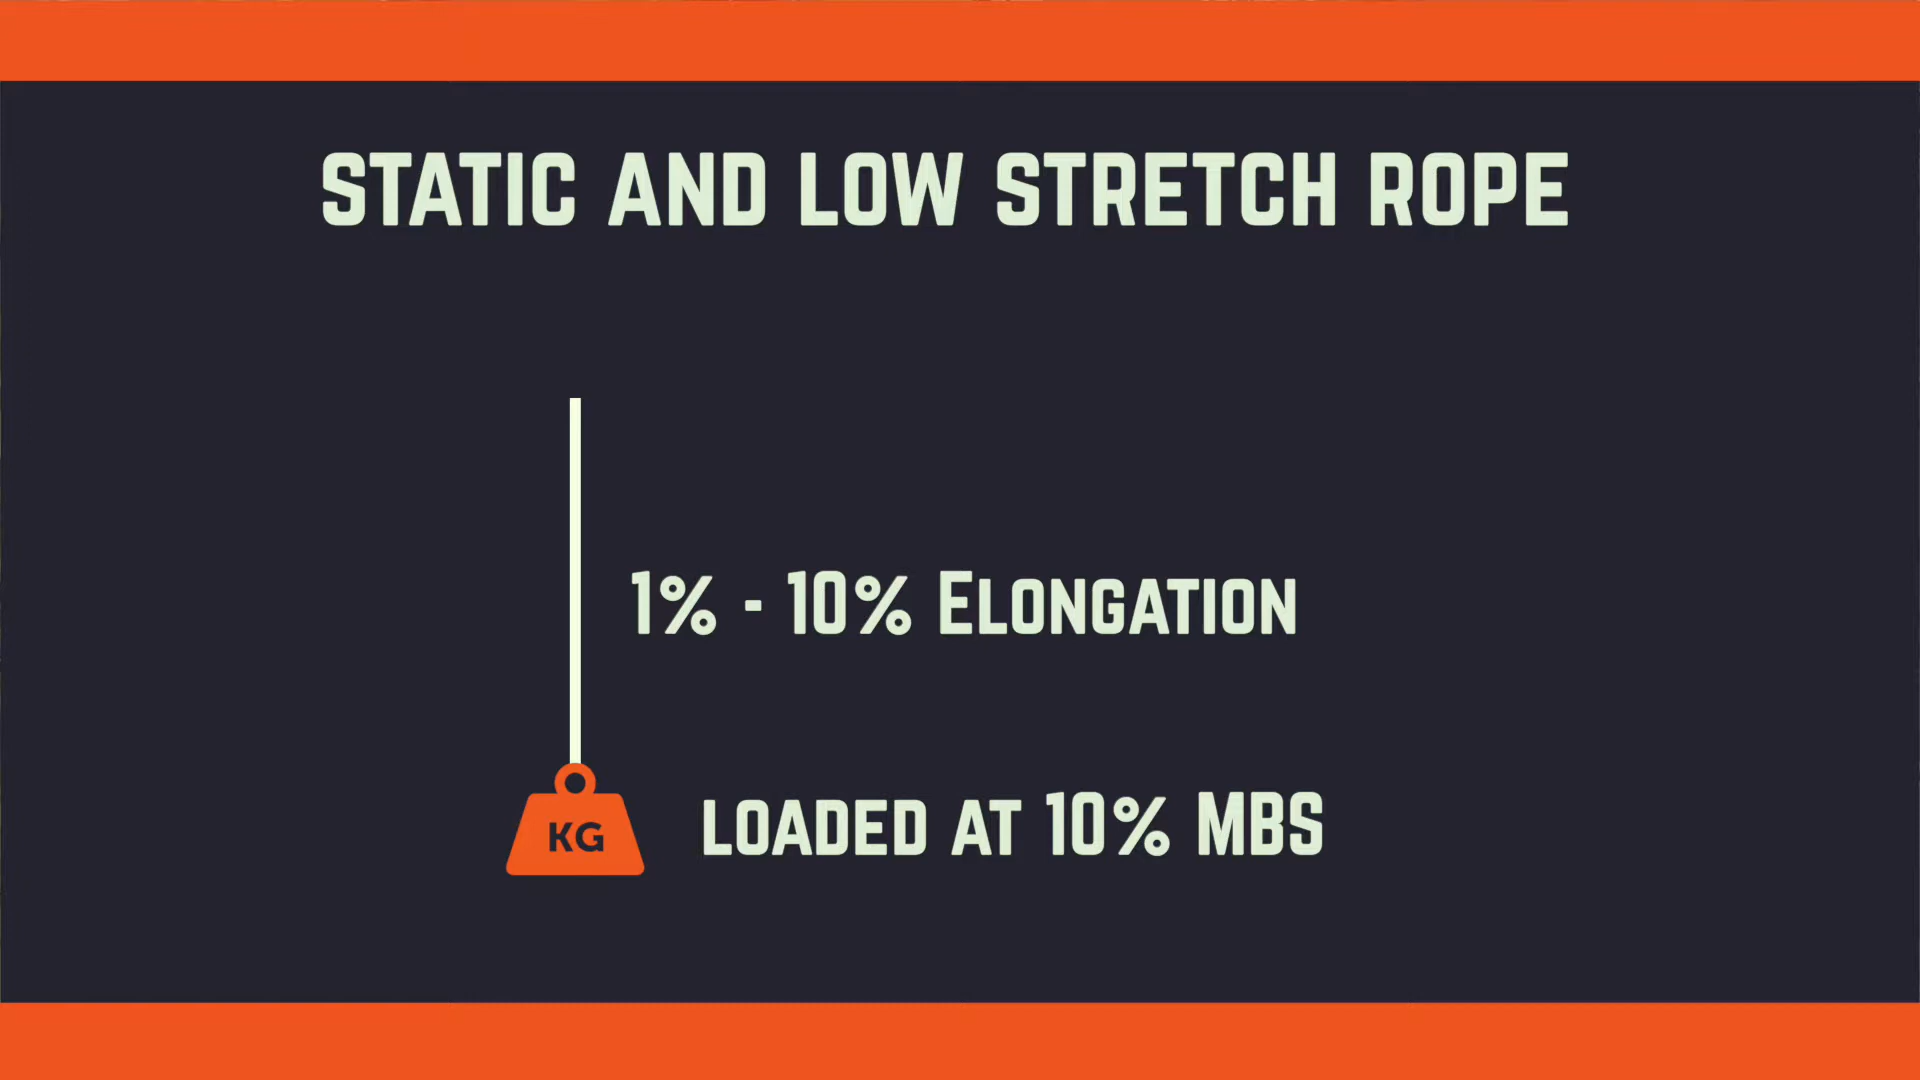 STATIC AND LOW STRETCH ROPE
1% - 10% ELONGATION
KG
LOADED AT 10% MBS